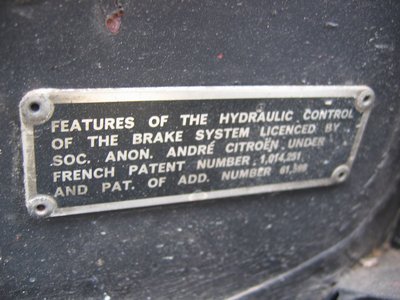 FEATURES OF THE HYDRAULIC CONTROL
OF THE BRAKE SYSTEM LICENCED BY
SOC. ANON. ANDRÉ CITROËN UNDER
FRENCH PATENT NUMBER 1,014,251
AND PAT. OF ADD. NUMBER